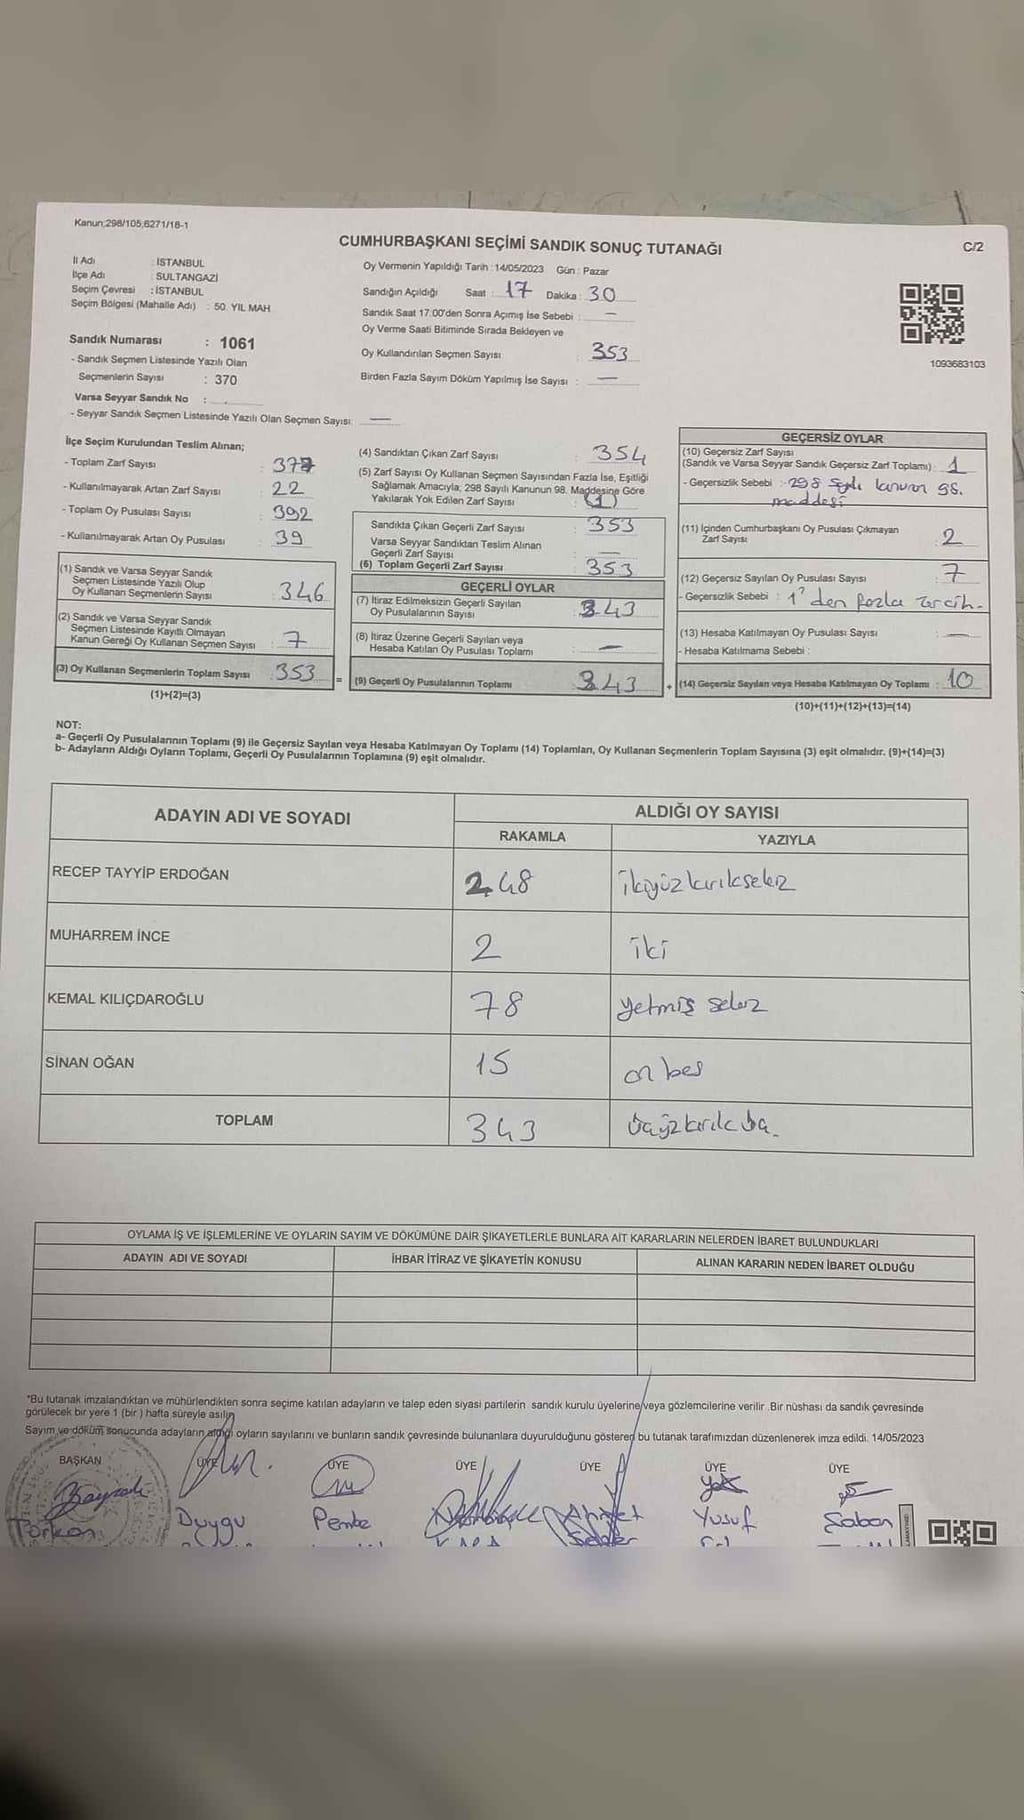 Kanun;298/105;6271/18-1
CUMHURBAŞKANI SEÇİMİ SANDIK SONUÇ TUTANAĞI
C/2
İl Adı : İSTANBUL
İlçe Adı : SULTANGAZİ
Seçim Çevresi : İSTANBUL
Seçim Bölgesi (Mahalle Adı) : 50. YIL MAH
Sandık Numarası : 1061
- Sandık Seçmen Listesinde Yazılı Olan
Seçmenlerin Sayısı : 370
Varsa Seyyar Sandık No :
- Seyyar Sandık Seçmen Listesinde Yazılı Olan Seçmen Sayısı: —
Oy Vermenin Yapıldığı Tarih : 14/05/2023 Gün : Pazar
Sandığın Açıldığı Saat : 17 Dakika : 30
Sandık Saat 17:00'den Sonra Açımış İse Sebebi : —
Oy Verme Saati Bitiminde Sırada Bekleyen ve
Oy Kullandırılan Seçmen Sayısı : 353
Birden Fazla Sayım Döküm Yapılmış İse Sayısı : —
1093683103
İlçe Seçim Kurulundan Teslim Alınan;
- Toplam Zarf Sayısı : 377
- Kullanılmayarak Artan Zarf Sayısı : 22
- Toplam Oy Pusulası Sayısı : 392
- Kullanılmayarak Artan Oy Pusulası : 39
(1) Sandık ve Varsa Seyyar Sandık
Seçmen Listesinde Yazılı Olup
Oy Kullanan Seçmenlerin Sayısı : 346
(2) Sandık ve Varsa Seyyar Sandık
Seçmen Listesinde Kayıtlı Olmayan
Kanun Gereği Oy Kullanan Seçmen Sayısı : 7
(3) Oy Kullanan Seçmenlerin Toplam Sayısı : 353
(1)+(2)=(3)
(4) Sandıktan Çıkan Zarf Sayısı : 354
(5) Zarf Sayısı Oy Kullanan Seçmen Sayısından Fazla İse, Eşitliği
Sağlamak Amacıyla, 298 Sayılı Kanunun 98. Maddesine Göre
Yakılarak Yok Edilen Zarf Sayısı : (1)
Sandıkta Çıkan Geçerli Zarf Sayısı : 353
Varsa Seyyar Sandıktan Teslim Alınan
Geçerli Zarf Sayısı : —
(6) Toplam Geçerli Zarf Sayısı : 353
GEÇERLİ OYLAR
(7) İtiraz Edilmeksizin Geçerli Sayılan
Oy Pusulalarının Sayısı : 343
(8) İtiraz Üzerine Geçerli Sayılan veya
Hesaba Katılan Oy Pusulası Toplamı : —
= (9) Geçerli Oy Pusulalarının Toplamı : 343
GEÇERSİZ OYLAR
(10) Geçersiz Zarf Sayısı
(Sandık ve Varsa Seyyar Sandık Geçersiz Zarf Toplamı) : 1
- Geçersizlik Sebebi : 298 Sayılı kanunun 98.
maddesi
(11) İçinden Cumhurbaşkanı Oy Pusulası Çıkmayan
Zarf Sayısı : 2
(12) Geçersiz Sayılan Oy Pusulası Sayısı : 7
- Geçersizlik Sebebi : 1' den fazla tercih.
(13) Hesaba Katılmayan Oy Pusulası Sayısı : —
- Hesaba Katılmama Sebebi :
+ (14) Geçersiz Sayılan veya Hesaba Katılmayan Oy Toplamı : 10
(10)+(11)+(12)+(13)=(14)
NOT:
a- Geçerli Oy Pusulalarının Toplamı (9) ile Geçersiz Sayılan veya Hesaba Katılmayan Oy Toplamı (14) Toplamları, Oy Kullanan Seçmenlerin Toplam Sayısına (3) eşit olmalıdır. (9)+(14)=(3)
b- Adayların Aldığı Oyların Toplamı, Geçerli Oy Pusulalarının Toplamına (9) eşit olmalıdır.
ADAYIN ADI VE SOYADI ALDIĞI OY SAYISI
RAKAMLA YAZIYLA
RECEP TAYYİP ERDOĞAN 248 ikiyüz kırıksekiz
MUHARREM İNCE 2 iki
KEMAL KILIÇDAROĞLU 78 yetmiş sekiz
SİNAN OĞAN 15 on beş
TOPLAM 343
OYLAMA İŞ VE İŞLEMLERİNE VE OYLARIN SAYIM VE DÖKÜMÜNE DAİR ŞİKAYETLERLE BUNLARA AİT KARARLARIN NELERDEN İBARET BULUNDUKLARI
ADAYIN ADI VE SOYADI İHBAR İTİRAZ VE ŞİKAYETİN KONUSU ALINAN KARARIN NEDEN İBARET OLDUĞU
*Bu tutanak imzalandıktan ve mühürlendikten sonra seçime katılan adayların ve talep eden siyasi partilerin sandık kurulu üyelerine veya gözlemcilerine verilir .Bir nüshası da sandık çevresinde
görülecek bir yere 1 (bir ) hafta süreyle asılır.
Sayım ve döküm sonucunda adayların aldığı oyların sayılarını ve bunların sandık çevresinde bulunanlara duyurulduğunu gösteren bu tutanak tarafımızdan düzenlenerek imza edildi. 14/05/2023
BAŞKAN ÜYE ÜYE ÜYE ÜYE ÜYE ÜYE
Duygu Pembe Ahmet Yusuf Şaban